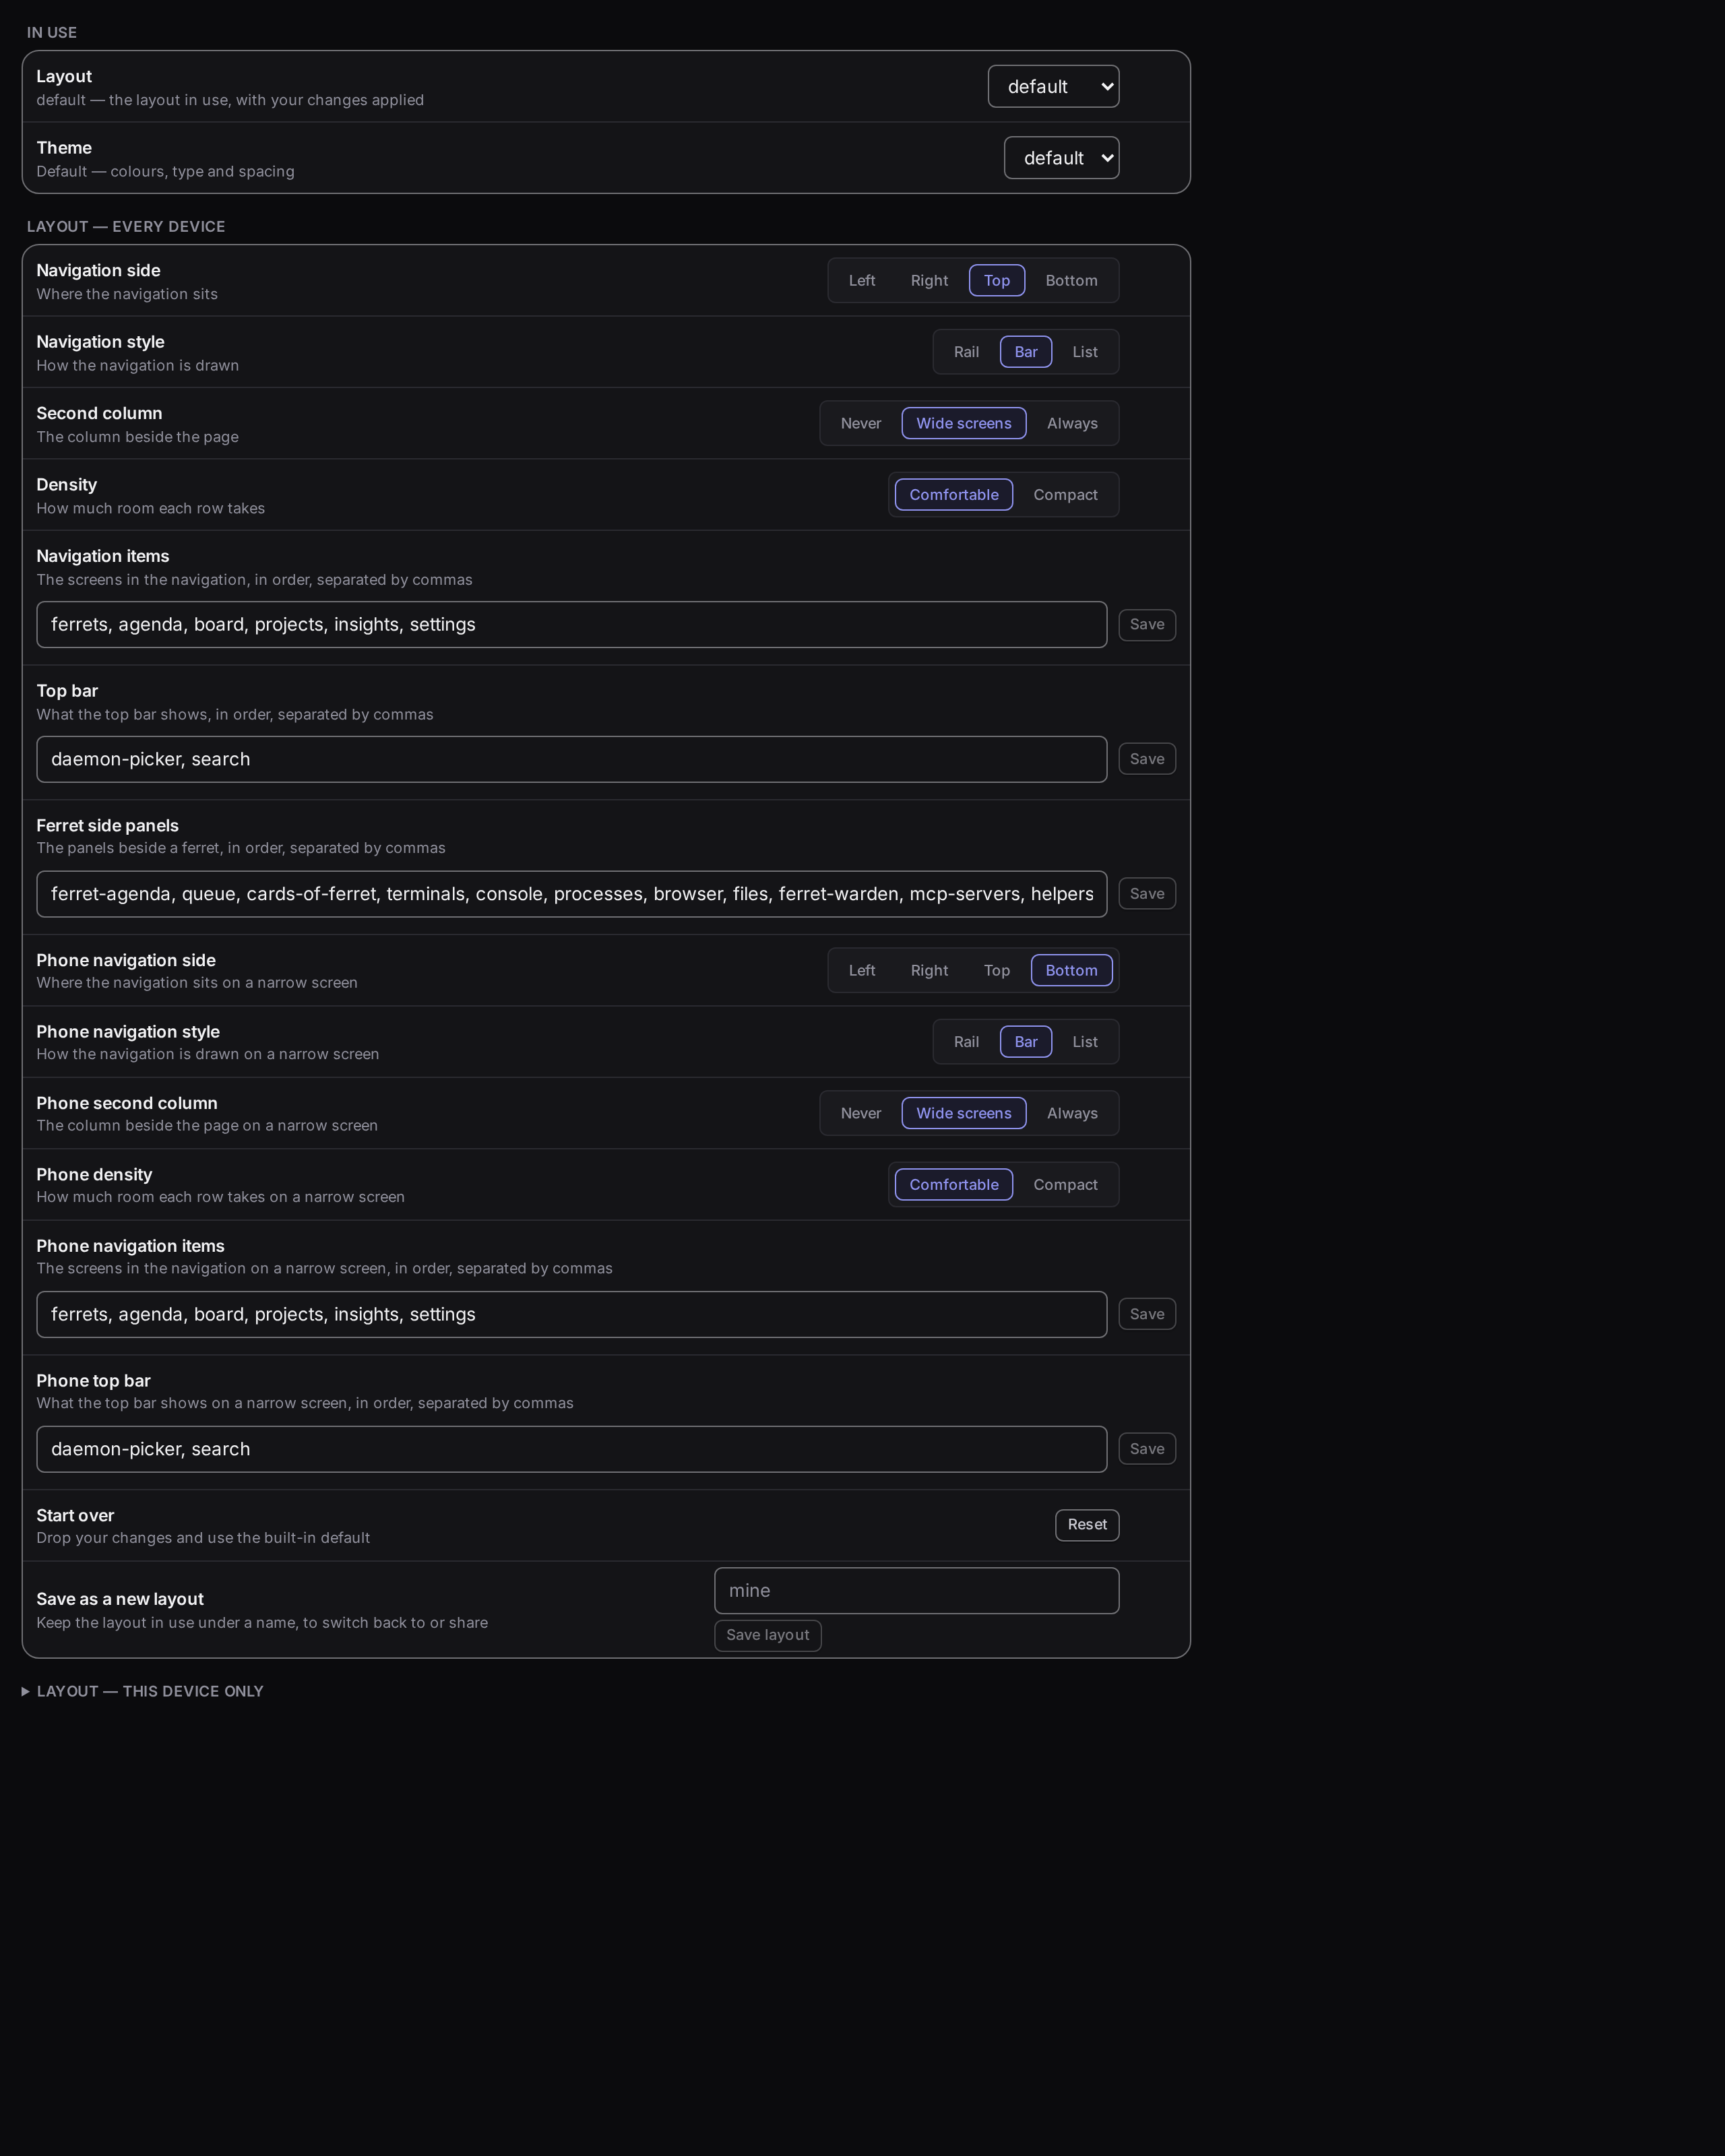 IN USE
Layout
default — the layout in use, with your changes applied
default
Theme
Default — colours, type and spacing
default
LAYOUT — EVERY DEVICE
Navigation side
Where the navigation sits
Left Right Top Bottom
Navigation style
How the navigation is drawn
Rail Bar List
Second column
The column beside the page
Never Wide screens Always
Density
How much room each row takes
Comfortable Compact
Navigation items
The screens in the navigation, in order, separated by commas
ferrets, agenda, board, projects, insights, settings
Save
Top bar
What the top bar shows, in order, separated by commas
daemon-picker, search
Save
Ferret side panels
The panels beside a ferret, in order, separated by commas
ferret-agenda, queue, cards-of-ferret, terminals, console, processes, browser, files, ferret-warden, mcp-servers, helpers
Save
Phone navigation side
Where the navigation sits on a narrow screen
Left Right Top Bottom
Phone navigation style
How the navigation is drawn on a narrow screen
Rail Bar List
Phone second column
The column beside the page on a narrow screen
Never Wide screens Always
Phone density
How much room each row takes on a narrow screen
Comfortable Compact
Phone navigation items
The screens in the navigation on a narrow screen, in order, separated by commas
ferrets, agenda, board, projects, insights, settings
Save
Phone top bar
What the top bar shows on a narrow screen, in order, separated by commas
daemon-picker, search
Save
Start over
Drop your changes and use the built-in default
Reset
Save as a new layout
Keep the layout in use under a name, to switch back to or share
mine
Save layout
LAYOUT — THIS DEVICE ONLY